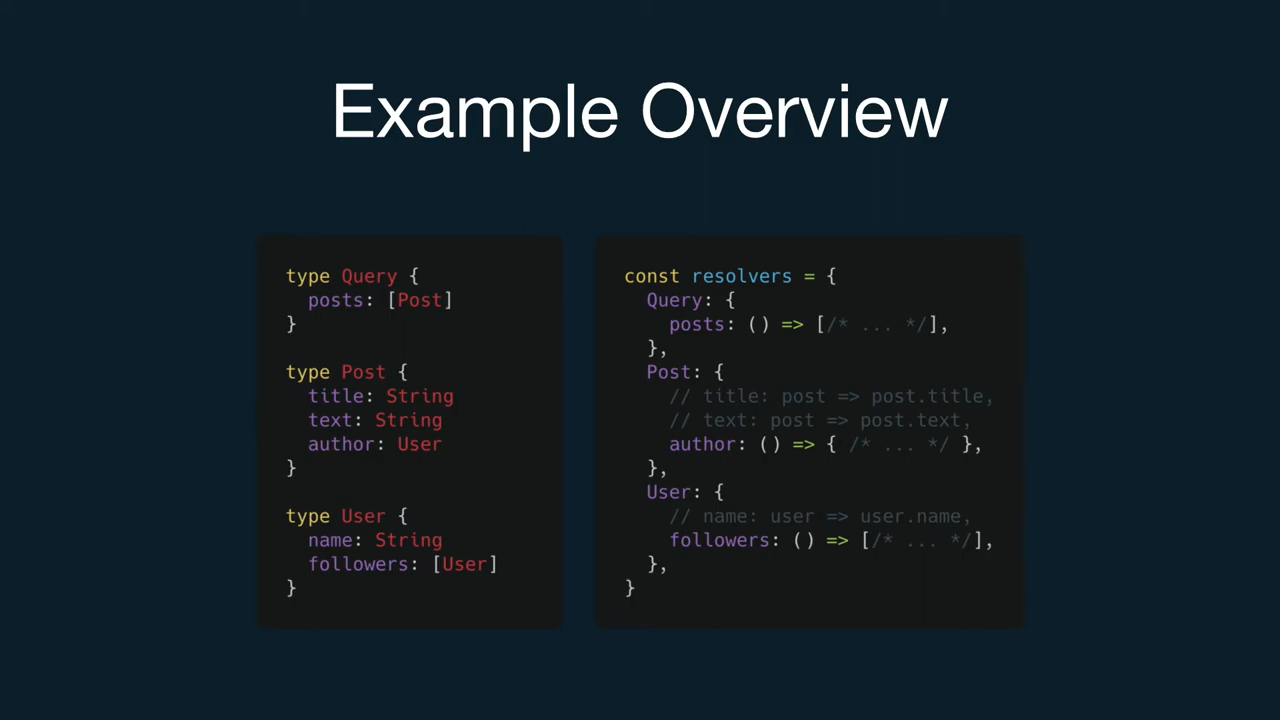 Example Overview
type Query {
  posts: [Post]
}
type Post {
  title: String
  text: String
  author: User
}
type User {
  name: String
  followers: [User]
}
const resolvers = {
  Query: {
    posts: () => [/* ... */],
  },
  Post: {
    // title: post => post.title,
    // text: post => post.text,
    author: () => { /* ... */ },
  },
  User: {
    // name: user => user.name,
    followers: () => [/* ... */],
  },
}